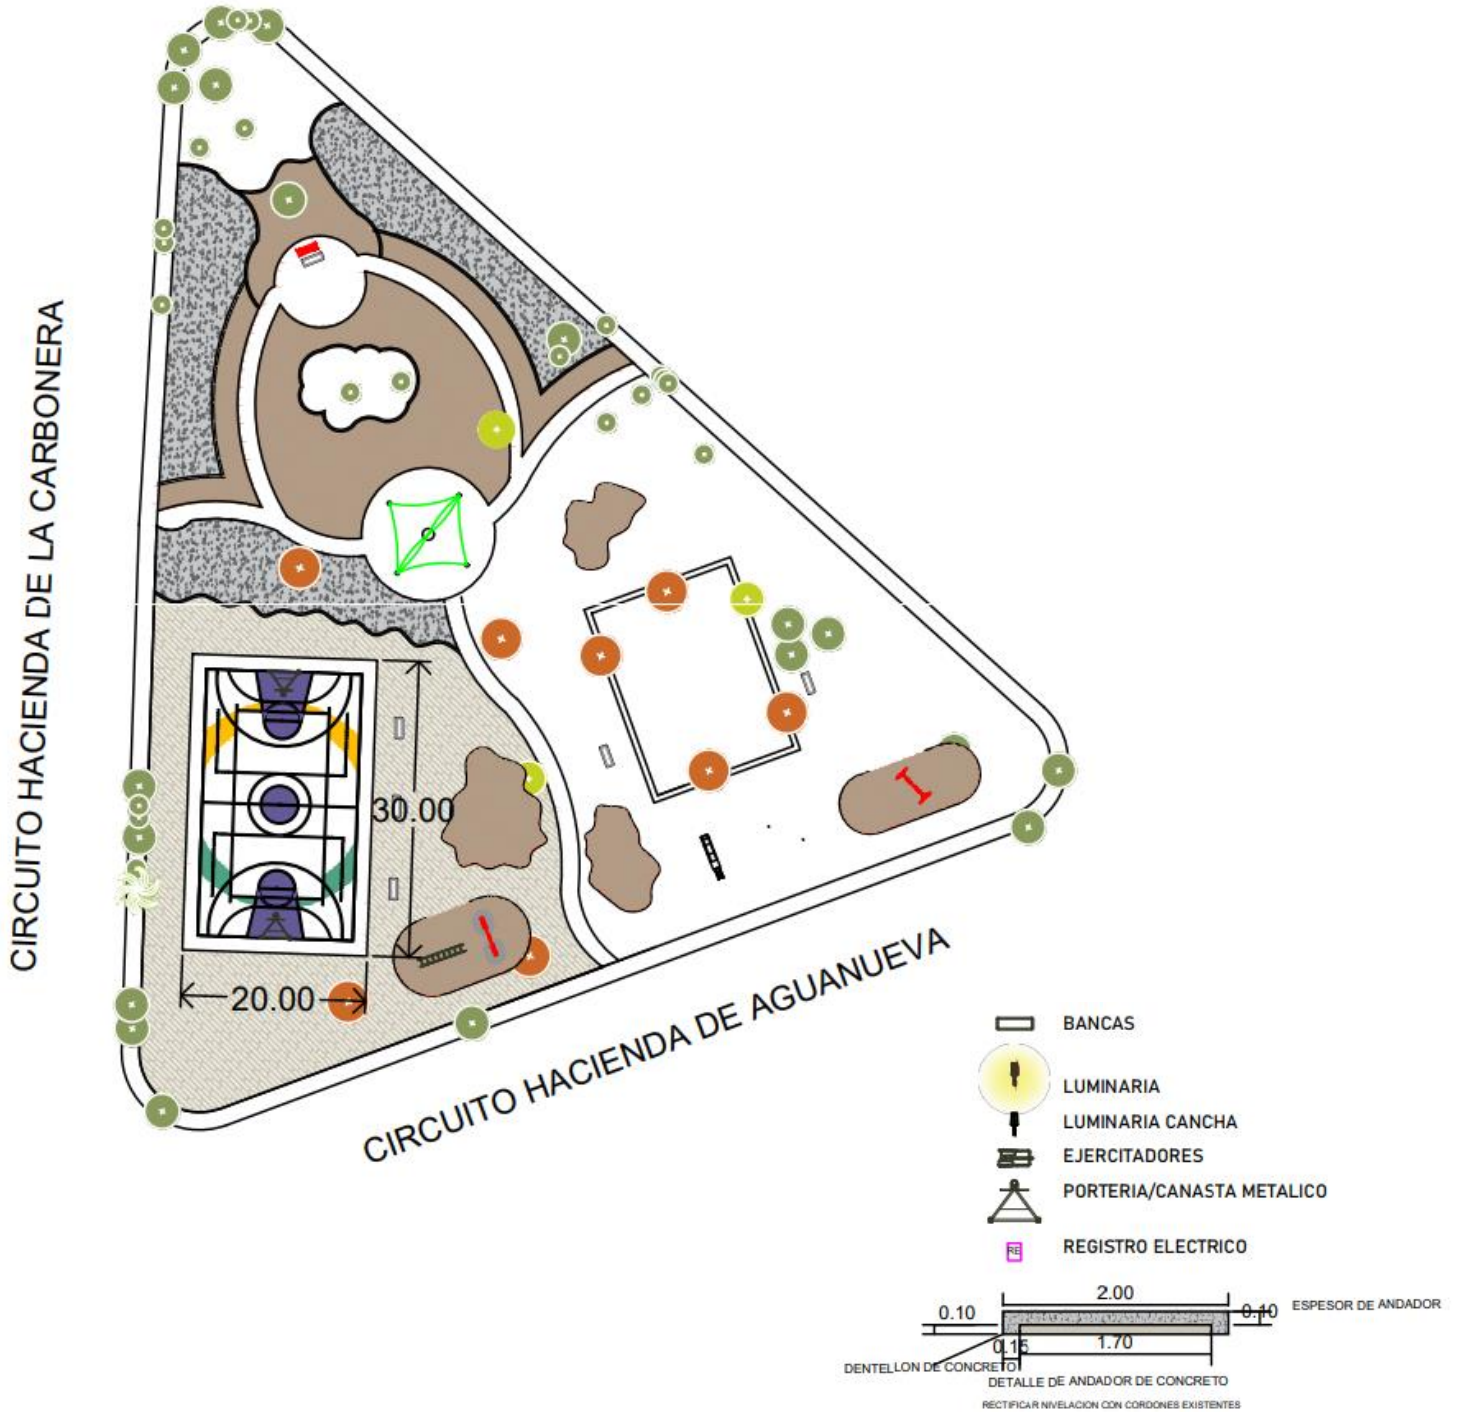 CIRCUITO HACIENDA DE LA CARBONERA
30.00
20.00
CIRCUITO HACIENDA DE AGUANUEVA
BANCAS
LUMINARIA
LUMINARIA CANCHA
EJERCITADORES
PORTERIA/CANASTA METALICO
RE
REGISTRO ELECTRICO
2.00
0.10
0.10
ESPESOR DE ANDADOR
0.15
1.70
DENTELLON DE CONCRETO
DETALLE DE ANDADOR DE CONCRETO
RECTIFICAR NIVELACION CON CORDONES EXISTENTES